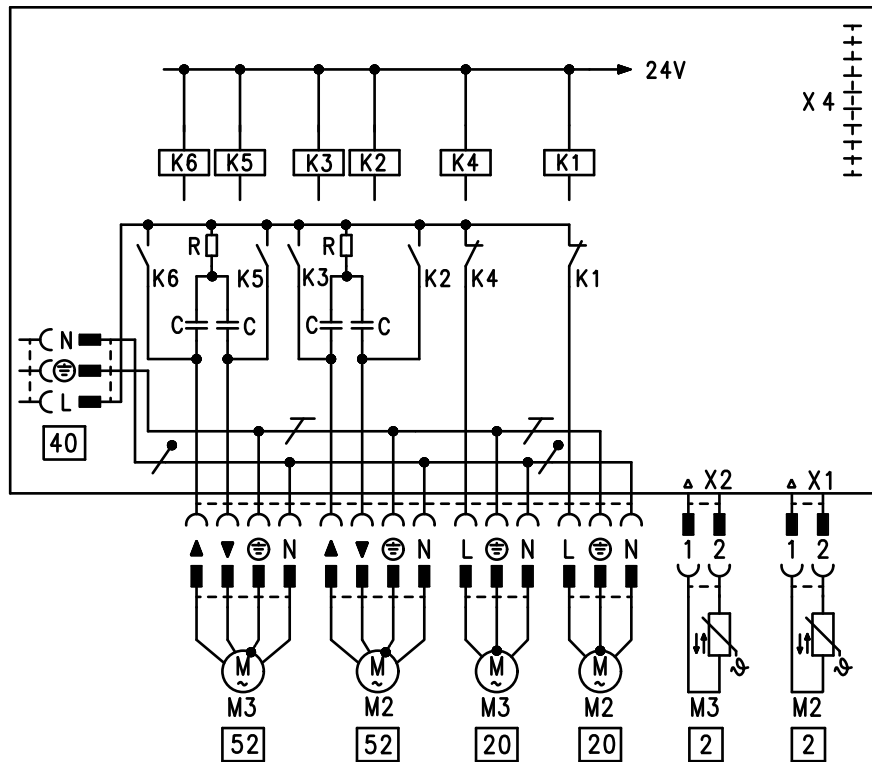 24V
X 4
K6 K5 K3 K2 K4 K1
R R
K6 K5 K3 K2 K4 K1
C C C C
N
L
40
X2 X1
▲ ▼ N ▲ ▼ N L N L N 1 2 1 2
M M M M
~ ~ ~ ~
ϑ ϑ
M3 M2 M3 M2 M3 M2
52 52 20 20 2 2